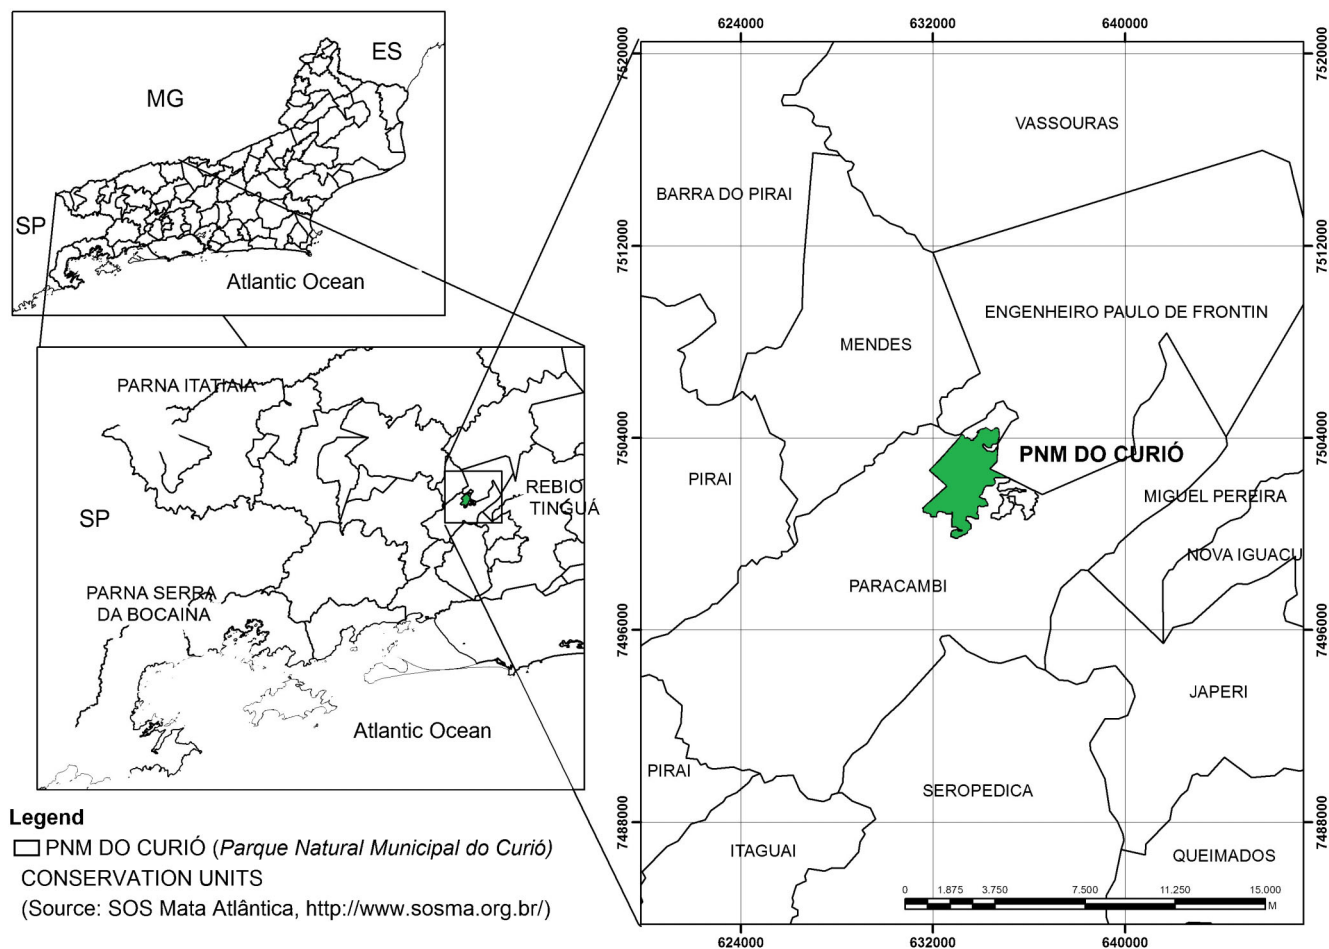 ES
MG
SP
Atlantic Ocean
PARNA ITATIAIA
REBIO
TINGUÁ
SP
PARNA SERRA
DA BOCAINA
Atlantic Ocean
Legend
PNM DO CURIÓ (Parque Natural Municipal do Curió)
CONSERVATION UNITS
(Source: SOS Mata Atlântica, http://www.sosma.org.br/)
624000 632000 640000
7520000 7520000
VASSOURAS
BARRA DO PIRAI
7512000 7512000
ENGENHEIRO PAULO DE FRONTIN
MENDES
7504000 7504000
PNM DO CURIÓ
PIRAI
MIGUEL PEREIRA
NOVA IGUACU
PARACAMBI
7496000 7496000
JAPERI
PIRAI
SEROPEDICA
7488000 7488000
ITAGUAI
QUEIMADOS
0 1.875 3.750 7.500 11.250 15.000
M
624000 632000 640000